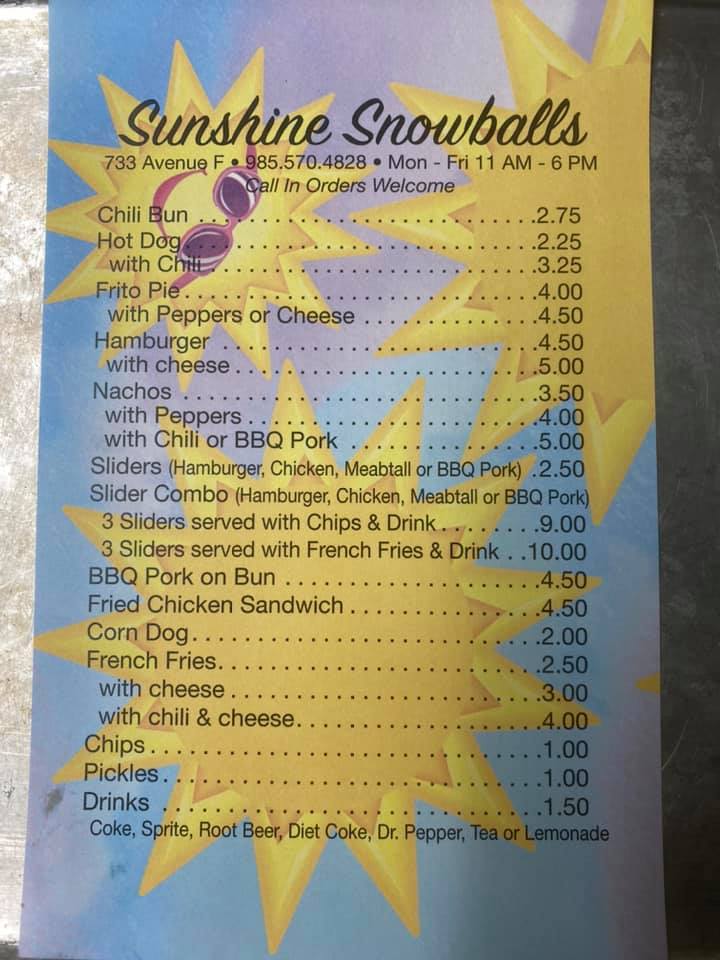 Sunshine Snowballs
733 Avenue F • 985.570.4828 • Mon - Fri 11 AM - 6 PM
Call In Orders Welcome
Chili Bun . . . . . . . . . . . . . . . . . . . . . . . . . . .2.75
Hot Dog. . . . . . . . . . . . . . . . . . . . . . . . . . . .2.25
with Chili . . . . . . . . . . . . . . . . . . . . . . . . . .3.25
Frito Pie. . . . . . . . . . . . . . . . . . . . . . . . . . . .4.00
with Peppers or Cheese . . . . . . . . . . . . . .4.50
Hamburger . . . . . . . . . . . . . . . . . . . . . . . . .4.50
with cheese . . . . . . . . . . . . . . . . . . . . . . . .5.00
Nachos . . . . . . . . . . . . . . . . . . . . . . . . . . . .3.50
with Peppers . . . . . . . . . . . . . . . . . . . . . . .4.00
with Chili or BBQ Pork . . . . . . . . . . . . . . .5.00
Sliders (Hamburger, Chicken, Meabtall or BBQ Pork) .2.50
Slider Combo (Hamburger, Chicken, Meabtall or BBQ Pork)
3 Sliders served with Chips & Drink . . . . . . . .9.00
3 Sliders served with French Fries & Drink . .10.00
BBQ Pork on Bun . . . . . . . . . . . . . . . . . . . .4.50
Fried Chicken Sandwich . . . . . . . . . . . . . . .4.50
Corn Dog. . . . . . . . . . . . . . . . . . . . . . . . . . .2.00
French Fries. . . . . . . . . . . . . . . . . . . . . . . . .2.50
with cheese . . . . . . . . . . . . . . . . . . . . . . . .3.00
with chili & cheese. . . . . . . . . . . . . . . . . . .4.00
Chips . . . . . . . . . . . . . . . . . . . . . . . . . . . . . .1.00
Pickles. . . . . . . . . . . . . . . . . . . . . . . . . . . . .1.00
Drinks . . . . . . . . . . . . . . . . . . . . . . . . . . . . .1.50
Coke, Sprite, Root Beer, Diet Coke, Dr. Pepper, Tea or Lemonade